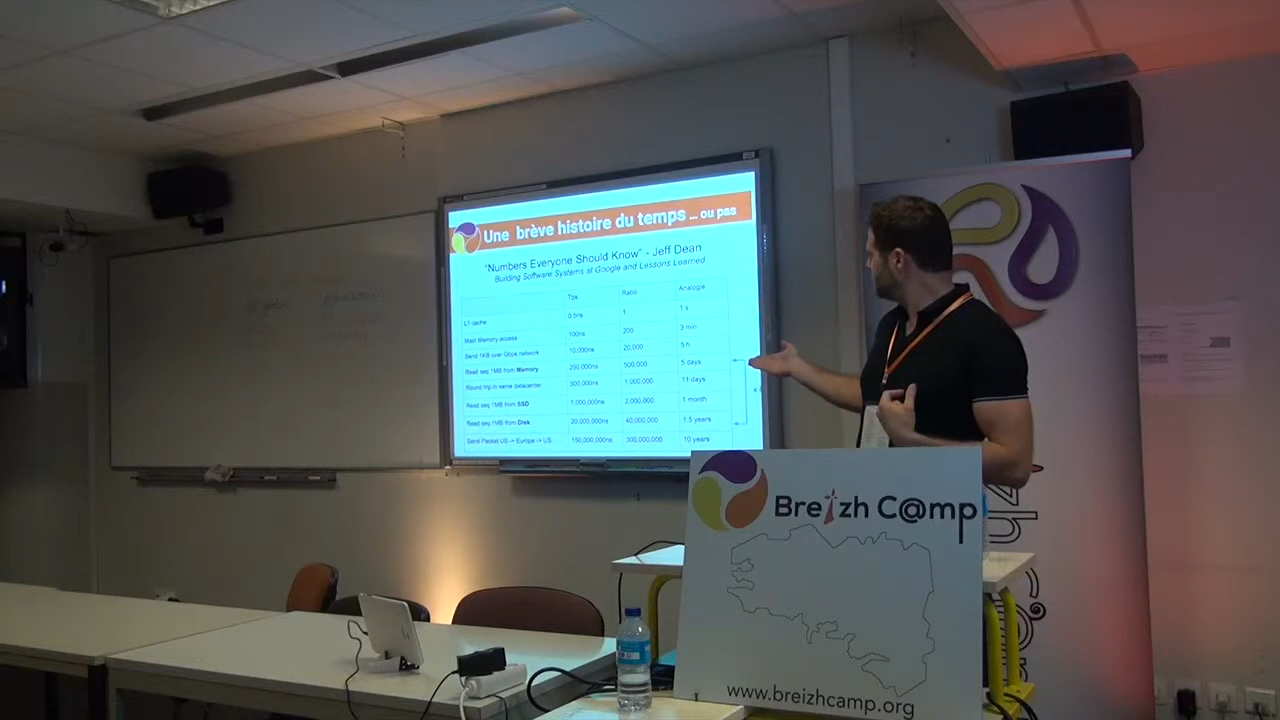 Une brève histoire du temps ... ou pas
"Numbers Everyone Should Know" - Jeff Dean
Building Software Systems at Google and Lessons Learned
Tps Ratio Analogie
L1 cache 0.5ns 1 1 s
Main Memory access 100ns 200 3 min
Send 1KB over Gbps network 10,000ns 20,000 5 h
Read seq 1MB from Memory 250,000ns 500,000 5 days
Round trip in same datacenter 500,000ns 1,000,000 11 days
Read seq 1MB from SSD 1,000,000ns 2,000,000 1 month
Read seq 1MB from Disk 20,000,000ns 40,000,000 1.5 years
Send Packet US -> Europe -> US 150,000,000ns 300,000,000 10 years
Breizh C@mp
www.breizhcamp.org